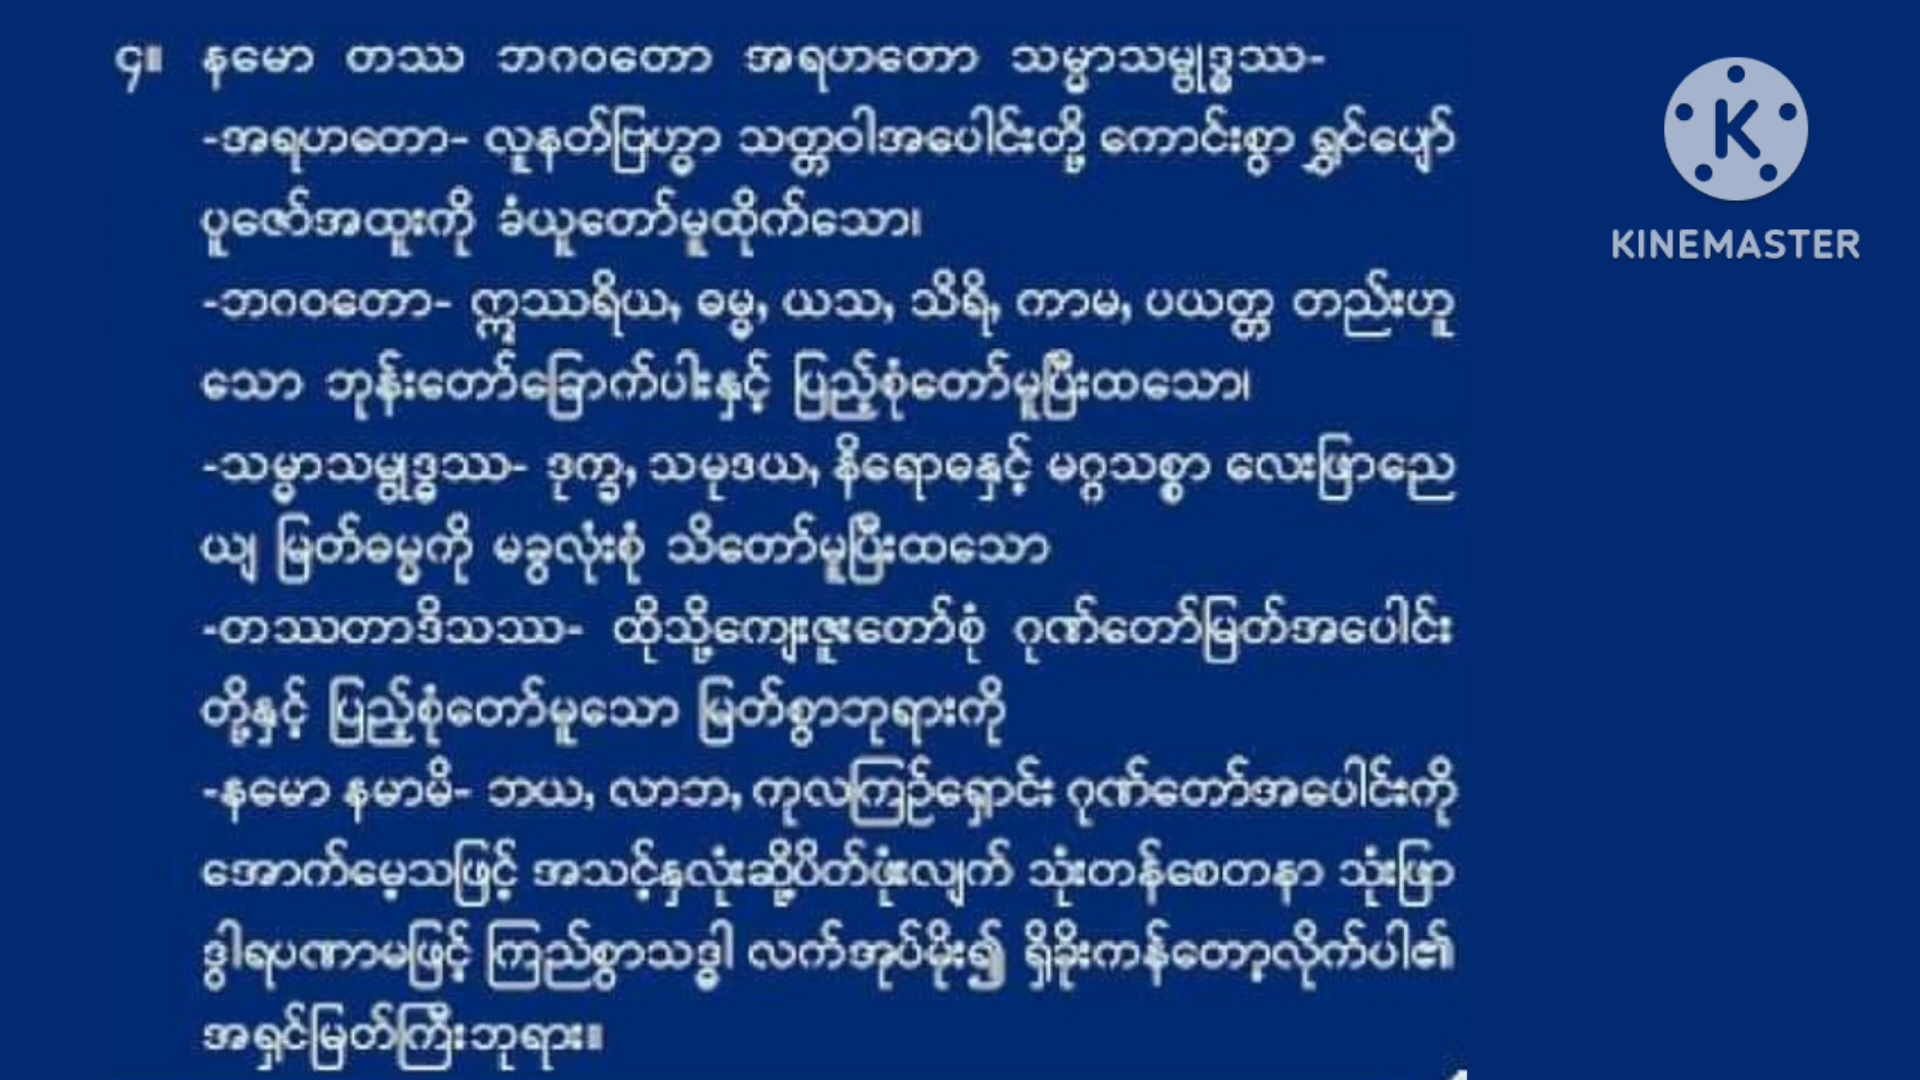 ၄။ နမော တဿ ဘဂဝတော အရဟတော သမ္မာသမ္ဗုဒ္ဓဿ-
-အရဟတော- လူနတ်ဗြဟ္မာ သတ္တဝါအပေါင်းတို့ ကောင်းစွာ ရွှင်ပျော်
ပူဇော်အထူးကို ခံယူတော်မူထိုက်သော၊
-ဘဂဝတော- ဣဿရိယ, ဓမ္မ, ယသ, သိရိ, ကာမ, ပယတ္တ တည်းဟူ
သော ဘုန်းတော်ခြောက်ပါးနှင့် ပြည့်စုံတော်မူပြီးထသော၊
-သမ္မာသမ္ဗုဒ္ဓဿ- ဒုက္ခ, သမုဒယ, နိရောဓနှင့် မဂ္ဂသစ္စာ လေးဖြာဉေ
ယျ မြတ်ဓမ္မကို မခွလုံးစုံ သိတော်မူပြီးထသော
-တဿတာဒိသဿ- ထိုသို့ကျေးဇူးတော်စုံ ဂုဏ်တော်မြတ်အပေါင်း
တို့နှင့် ပြည့်စုံတော်မူသော မြတ်စွာဘုရားကို
-နမော နမာမိ- ဘယ, လာဘ, ကုလကြဉ်ရှောင်း ဂုဏ်တော်အပေါင်းကို
အောက်မေ့သဖြင့် အသင့်နှလုံးဆို့ပိတ်ဖုံးလျက် သုံးတန်စေတနာ သုံးဖြာ
ဒွါရပဏာမဖြင့် ကြည်စွာသဒ္ဓါ လက်အုပ်မိုး၍ ရှိခိုးကန်တော့လိုက်ပါ၏
အရှင်မြတ်ကြီးဘုရား။
KINEMASTER